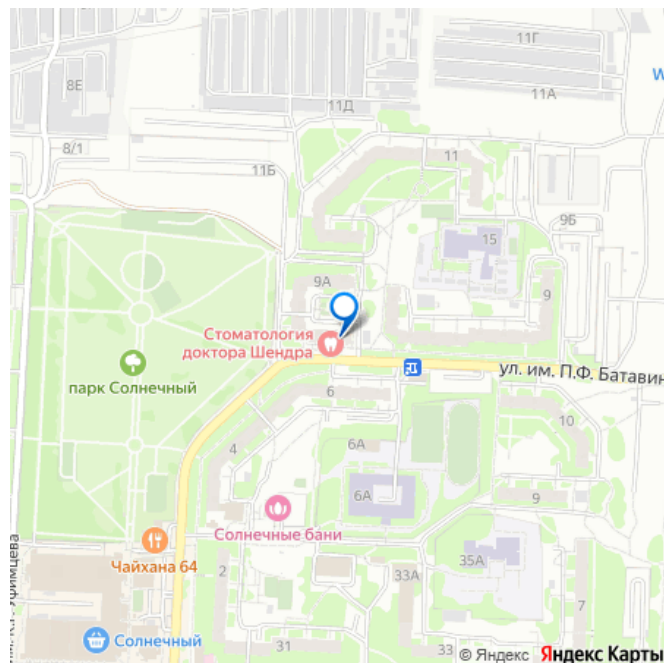 11Г
8Е
11Д
11А
W
8/1
11Б
11
9Б
15
9А
9
Стоматология
доктора Шендра
ул. им. П.Ф. Батавин
парк Солнечный
6
4
10
6А
6А
9
Солнечные бани
Чайхана 64
2
33А
35А
7
Солнечный
31
33
© Яндекс Яндекс Карты